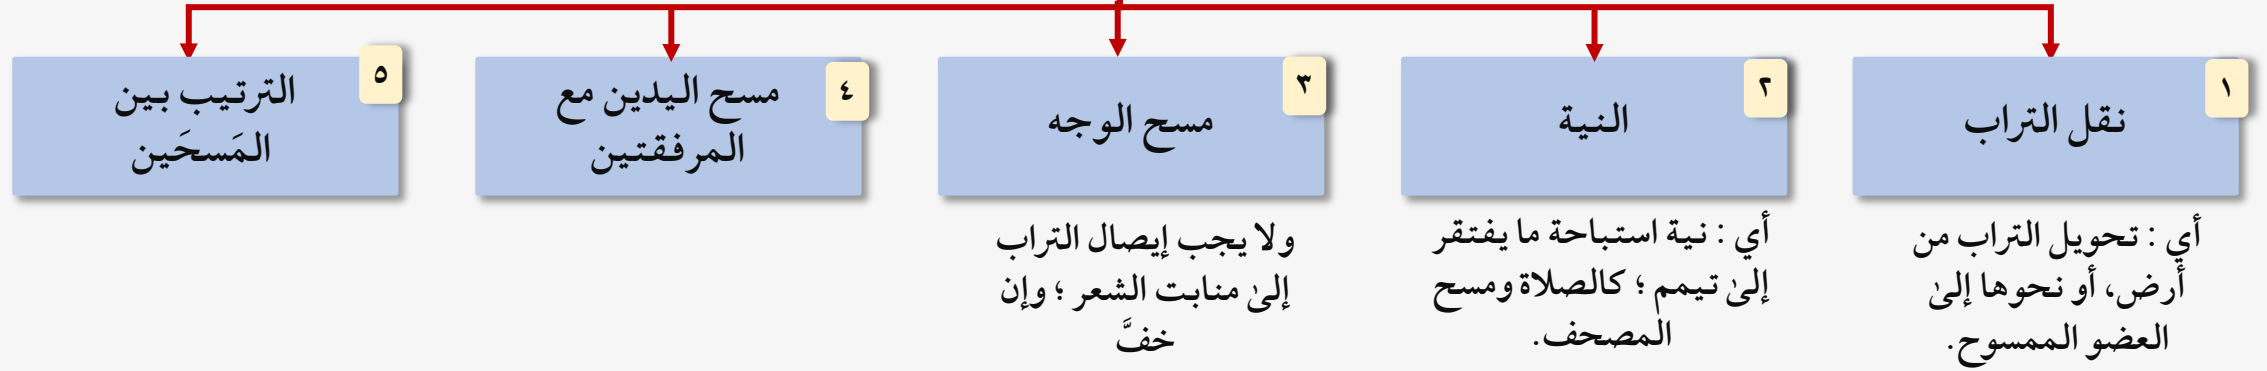 ١
نقل التراب
أي : تحويل التراب من
أرض، أو نحوها إلىٰ
العضو الممسوح.
٢
النية
أي : نية استباحة ما يفتقر
إلىٰ تيمم ؛ كالصلاة ومسح
المصحف.
٣
مسح الوجه
ولا يجب إيصال التراب
إلىٰ منابت الشعر ؛ وإن
خفَّ
٤
مسح اليدين مع
المرفقتين
٥
الترتيب بين
المَسحَين